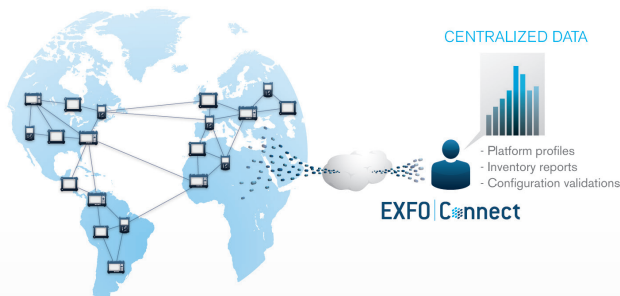 CENTRALIZED DATA
- Platform profiles
- Inventory reports
- Configuration validations
EXFO | Connect